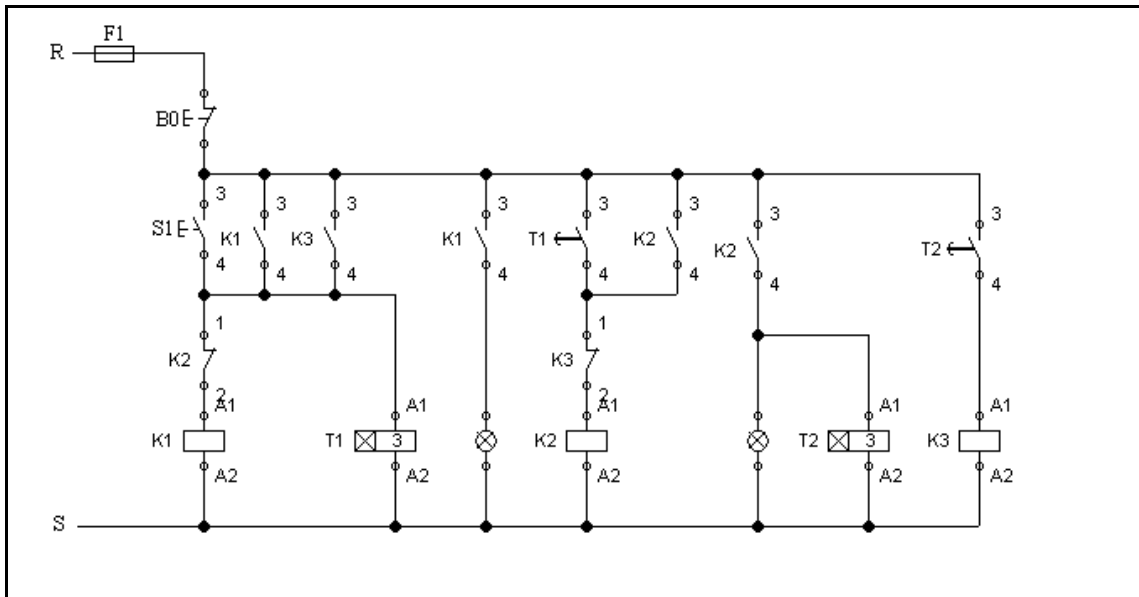 F1
R
B0
3 3 3 3 3 3 3 3
S1 K1 K3 K1 T1 K2 K2 T2
4 4 4 4 4 4 4 4
1 1
K2 K3
2 2
A1 A1 A1 A1 A1
K1 T1 3 K2 T2 3 K3
A2 A2 A2 A2 A2
S